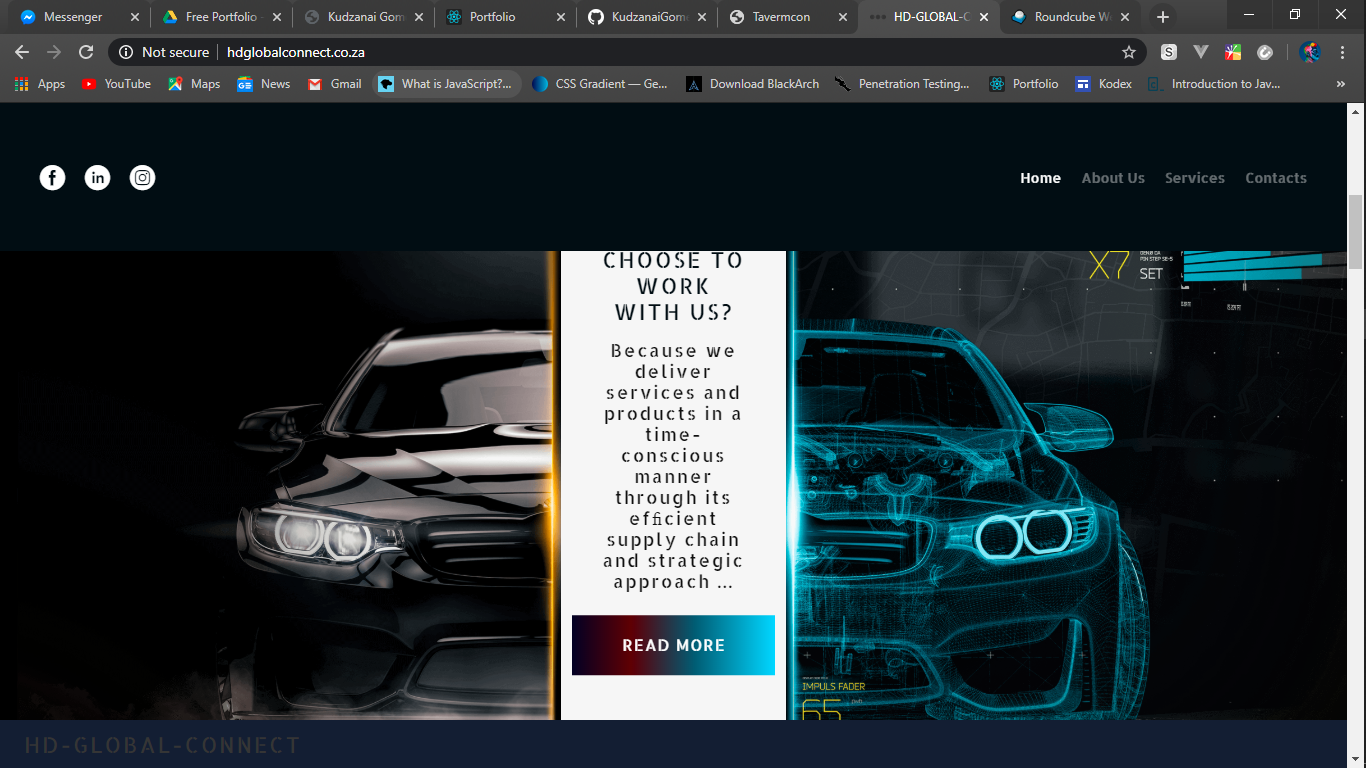 Messenger
Free Portfolio
Kudzanai Gom
Portfolio
KudzanaiGom
Tavermcon
HD-GLOBAL-C
Roundcube W
Not secure
hdglobalconnect.co.za
S
Apps
YouTube
Maps
News
Gmail
What is JavaScript?...
CSS Gradient — Ge...
Download BlackArch
Penetration Testing...
Portfolio
Kodex
Introduction to Jav...
»
Home
About Us
Services
Contacts
CHOOSE TO
WORK
WITH US?
Because we
deliver
services and
products in a
time-
conscious
manner
through its
efficient
supply chain
and strategic
approach ...
READ MORE
X7
SET
IMPULS FADER
65
HD-GLOBAL-CONNECT